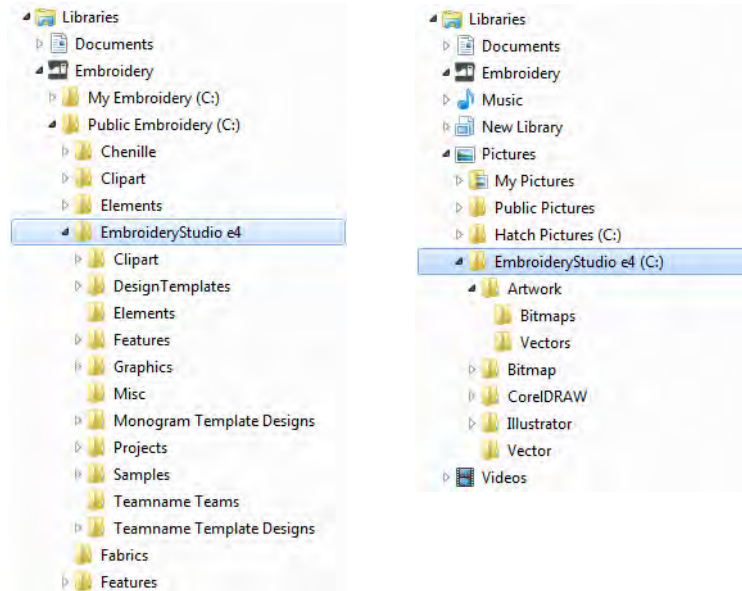 Libraries
Documents
Embroidery
My Embroidery (C:)
Public Embroidery (C:)
Chenille
Clipart
Elements
EmbroideryStudio e4
Clipart
DesignTemplates
Elements
Features
Graphics
Misc
Monogram Template Designs
Projects
Samples
Teamname Teams
Teamname Template Designs
Fabrics
Features
Libraries
Documents
Embroidery
Music
New Library
Pictures
My Pictures
Public Pictures
Hatch Pictures (C:)
EmbroideryStudio e4 (C:)
Artwork
Bitmaps
Vectors
Bitmap
CorelDRAW
Illustrator
Vector
Videos